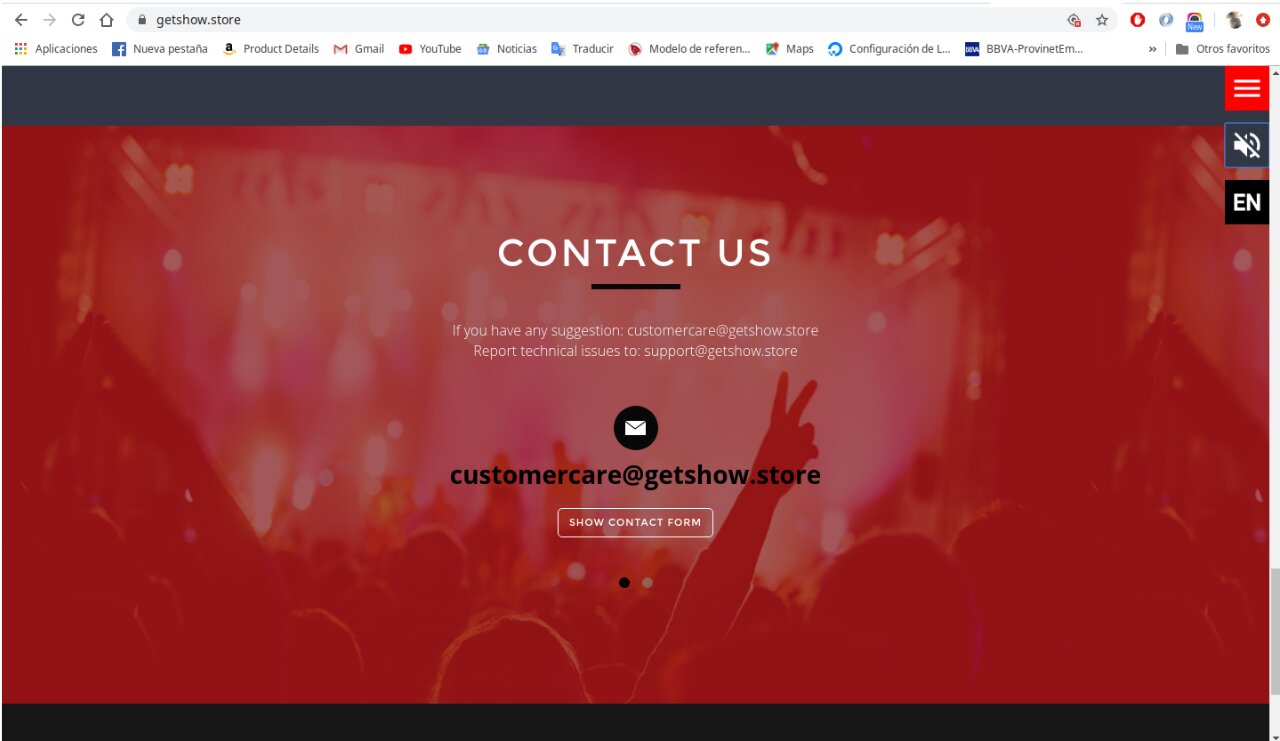 getshow.store
New
Aplicaciones
Nueva pestaña
Product Details
Gmail
YouTube
Noticias
Traducir
Modelo de referen...
Maps
Configuración de L...
BBVA
BBVA-ProvinetEm...
»
Otros favoritos
EN
CONTACT US
If you have any suggestion: customercare@getshow.store
Report technical issues to: support@getshow.store
customercare@getshow.store
SHOW CONTACT FORM